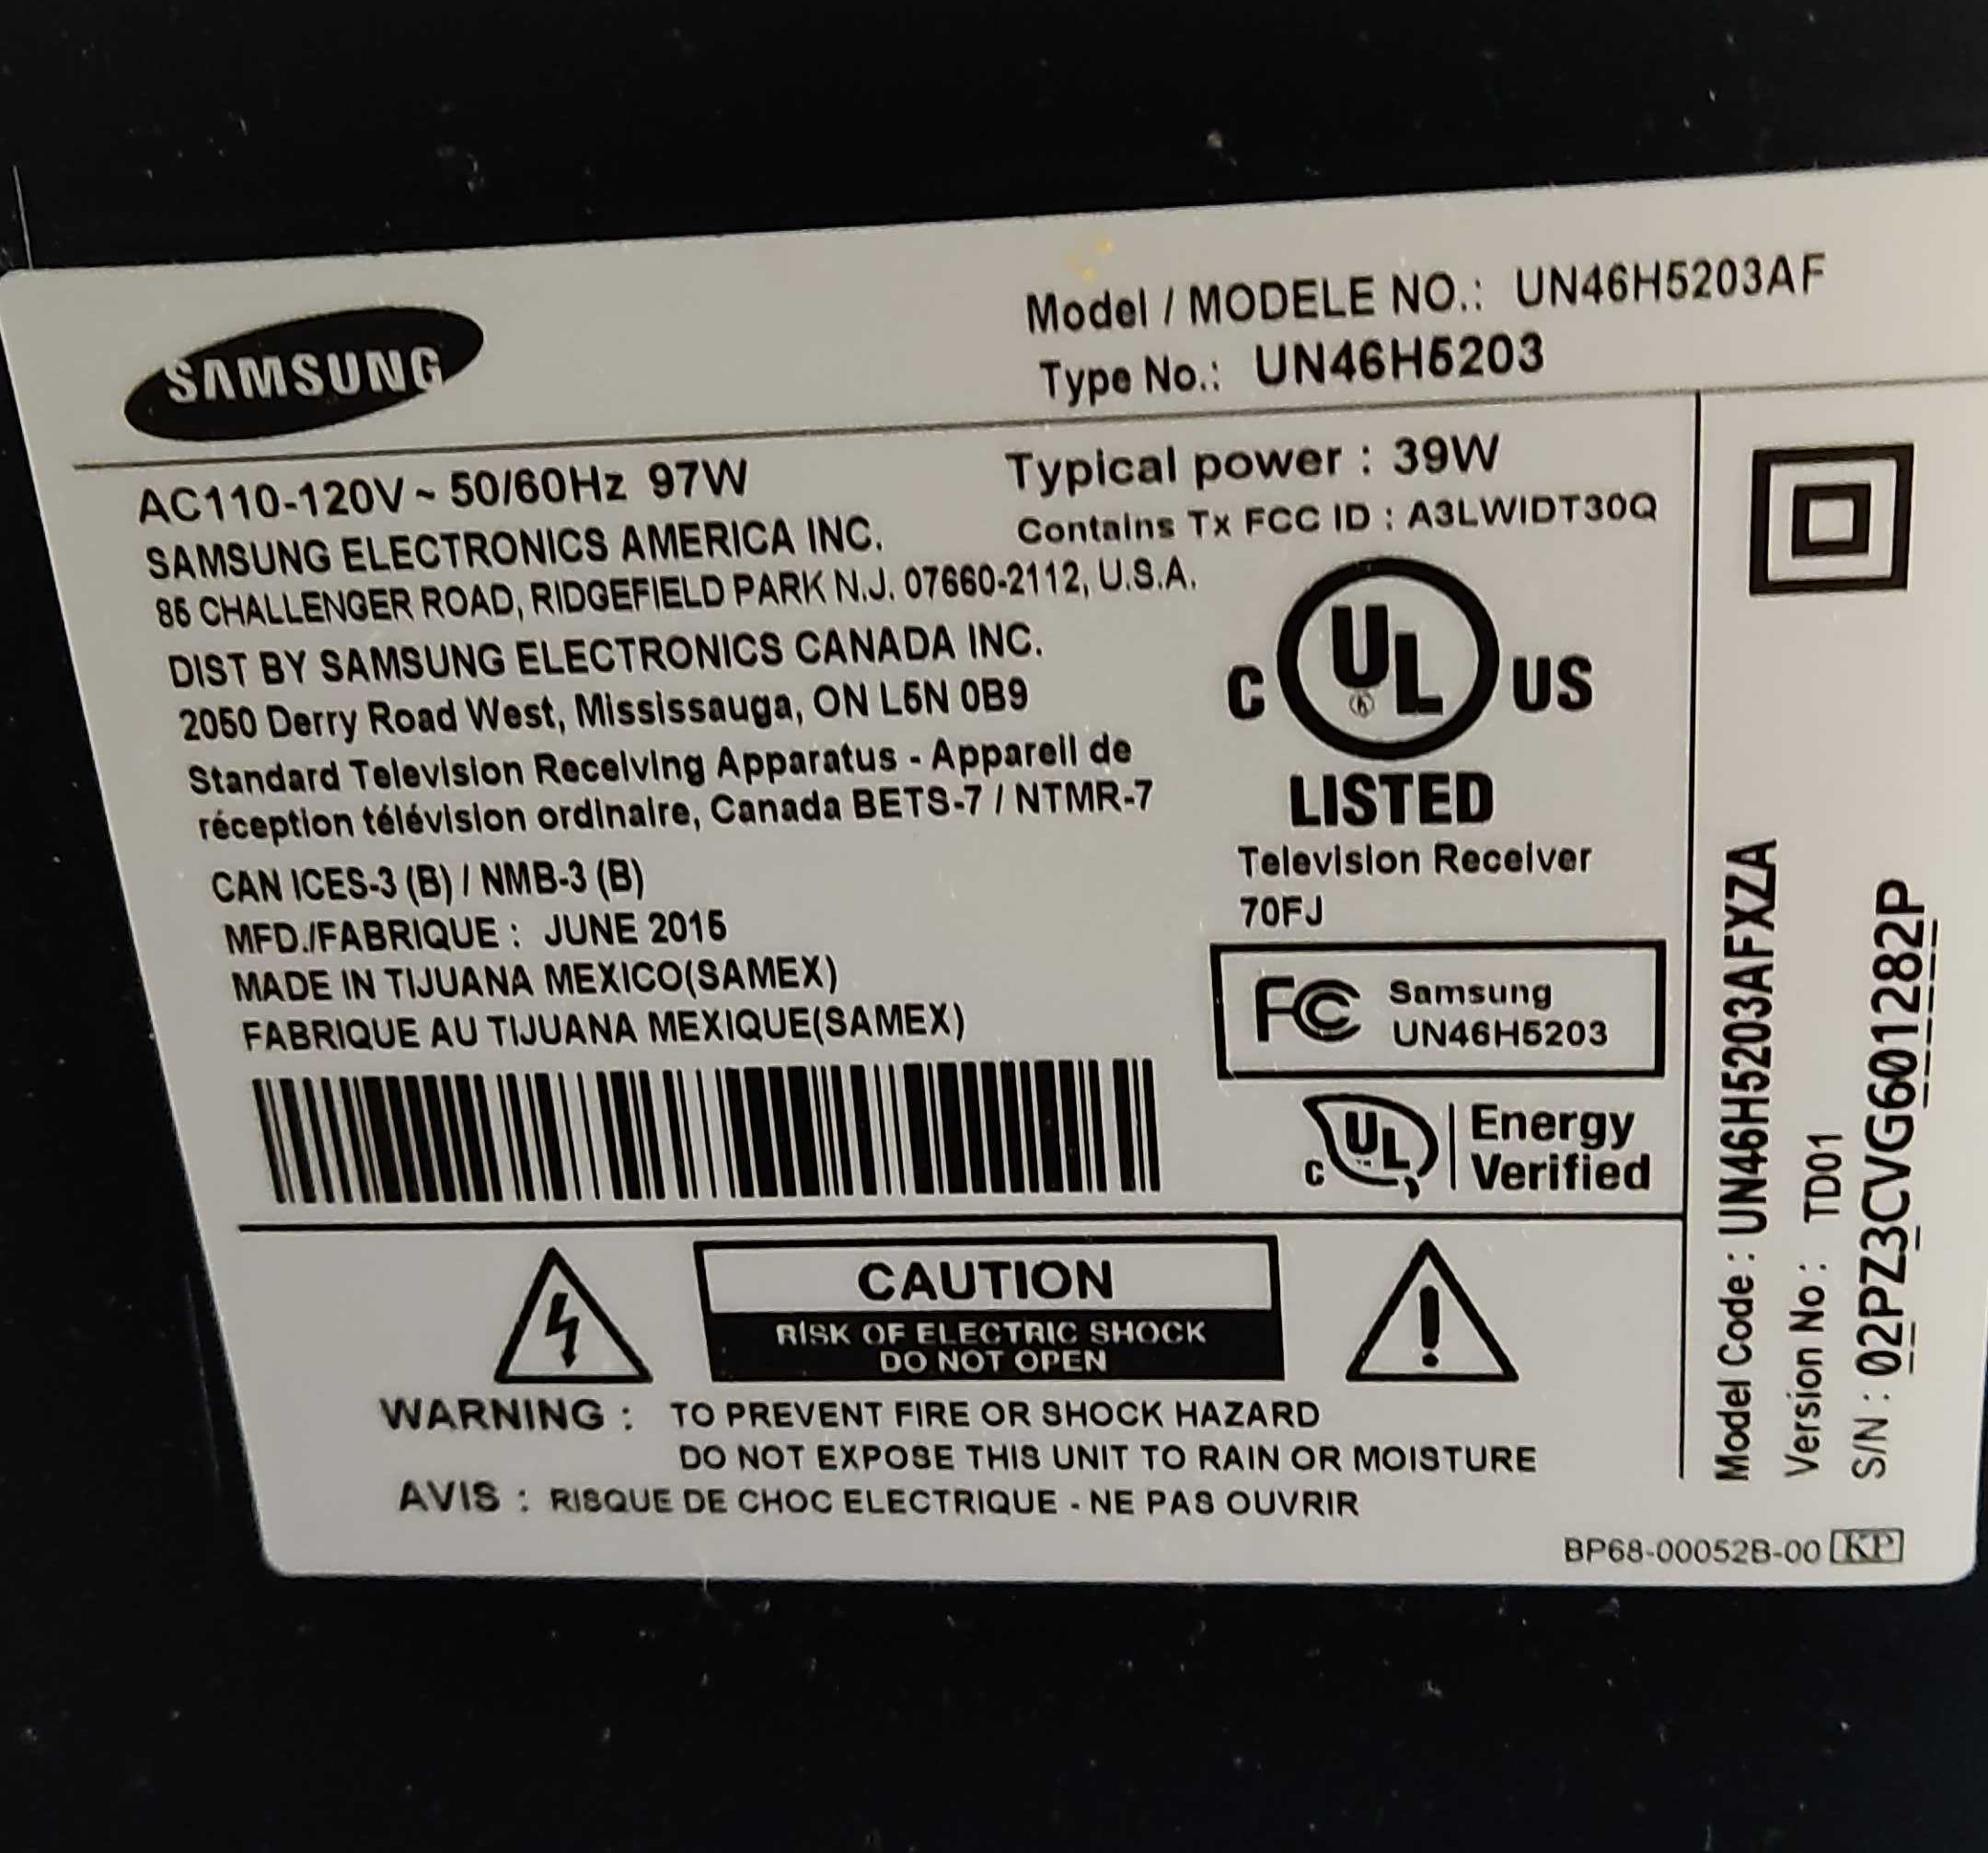 SAMSUNG
Model / MODELE NO.: UN46H5203AF
Type No.: UN46H5203
AC110-120V ~ 50/60Hz 97W
Typical power : 39W
Contains Tx FCC ID : A3LWIDT30Q
SAMSUNG ELECTRONICS AMERICA INC.
85 CHALLENGER ROAD, RIDGEFIELD PARK N.J. 07660-2112, U.S.A.
DIST BY SAMSUNG ELECTRONICS CANADA INC.
2050 Derry Road West, Mississauga, ON L5N 0B9
Standard Television Receiving Apparatus - Appareil de
réception télévision ordinaire, Canada BETS-7 / NTMR-7
CAN ICES-3 (B) / NMB-3 (B)
MFD./FABRIQUE : JUNE 2015
MADE IN TIJUANA MEXICO(SAMEX)
FABRIQUE AU TIJUANA MEXIQUE(SAMEX)
C UL ® US
LISTED
Television Receiver
70FJ
FC Samsung
UN46H5203
C UL Energy
Verified
CAUTION
RISK OF ELECTRIC SHOCK
DO NOT OPEN
WARNING : TO PREVENT FIRE OR SHOCK HAZARD
DO NOT EXPOSE THIS UNIT TO RAIN OR MOISTURE
AVIS : RISQUE DE CHOC ELECTRIQUE - NE PAS OUVRIR
Model Code : UN46H5203AFXZA
Version No : TD01
S/N : 02PZ3CVG601282P
BP68-00052B-00 KP